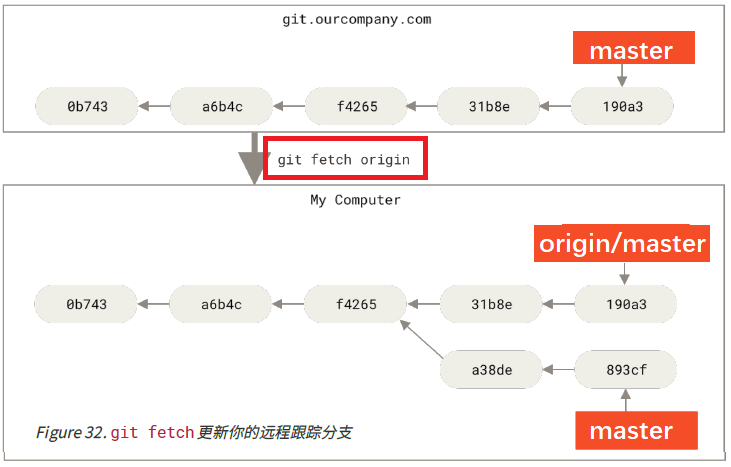 git.ourcompany.com
master
0b743 a6b4c f4265 31b8e 190a3
git fetch origin
My Computer
origin/master
0b743 a6b4c f4265 31b8e 190a3
a38de 893cf
Figure 32. git fetch 更新你的远程跟踪分支
master